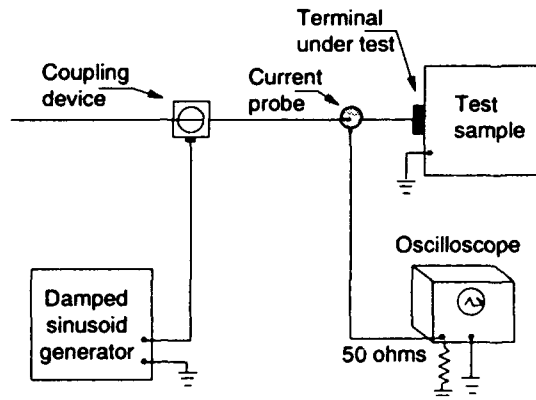 Terminal
under test
Coupling
device
Current
probe
Test
sample
Oscilloscope
Damped
sinusoid
generator
50 ohms